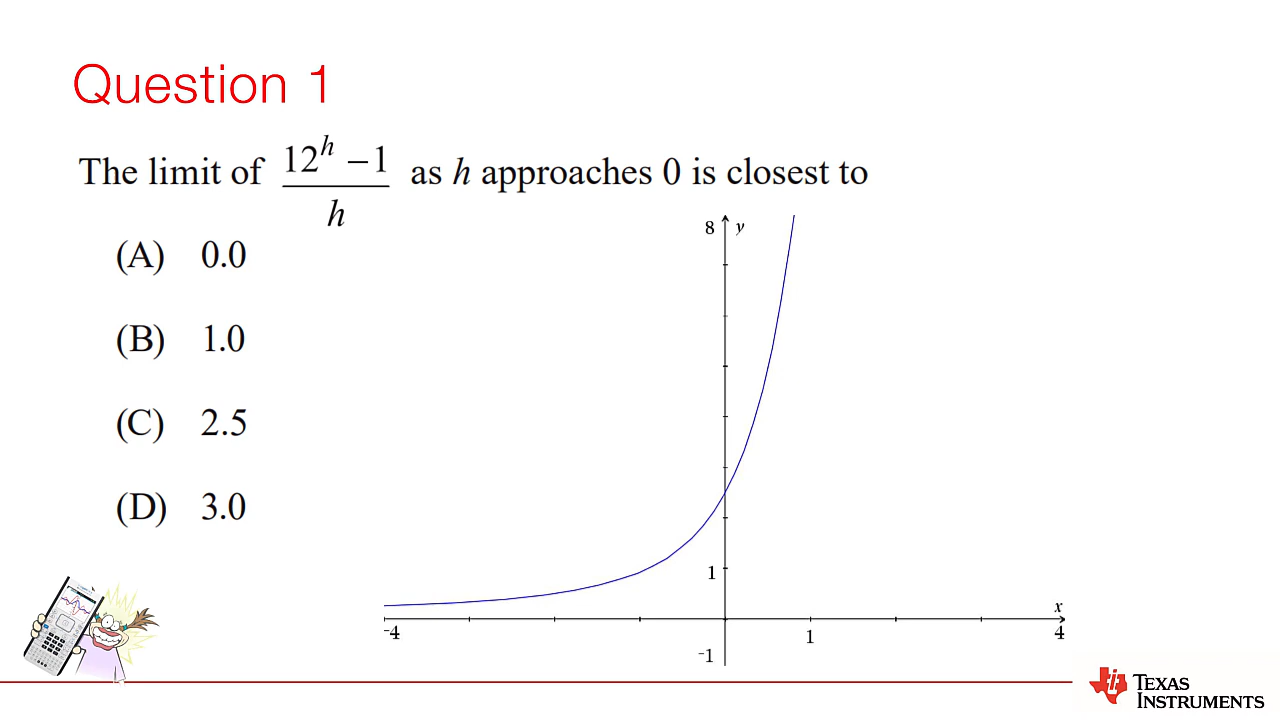 Question 1
The limit of (12^h − 1)/h as h approaches 0 is closest to
(A) 0.0
(B) 1.0
(C) 2.5
(D) 3.0
8 y
1
x
-4 1 4
-1
TEXAS
INSTRUMENTS